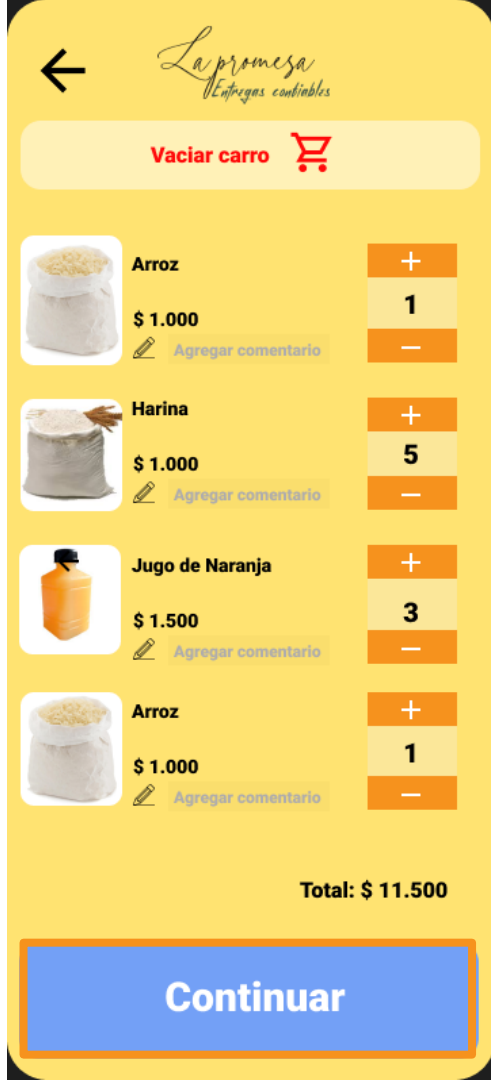 La promesa
Entregas confiables
Vaciar carro
Arroz
+
1
$ 1.000
—
Agregar comentario
Harina
+
5
$ 1.000
—
Agregar comentario
Jugo de Naranja
+
3
$ 1.500
—
Agregar comentario
Arroz
+
1
$ 1.000
—
Agregar comentario
Total: $ 11.500
Continuar